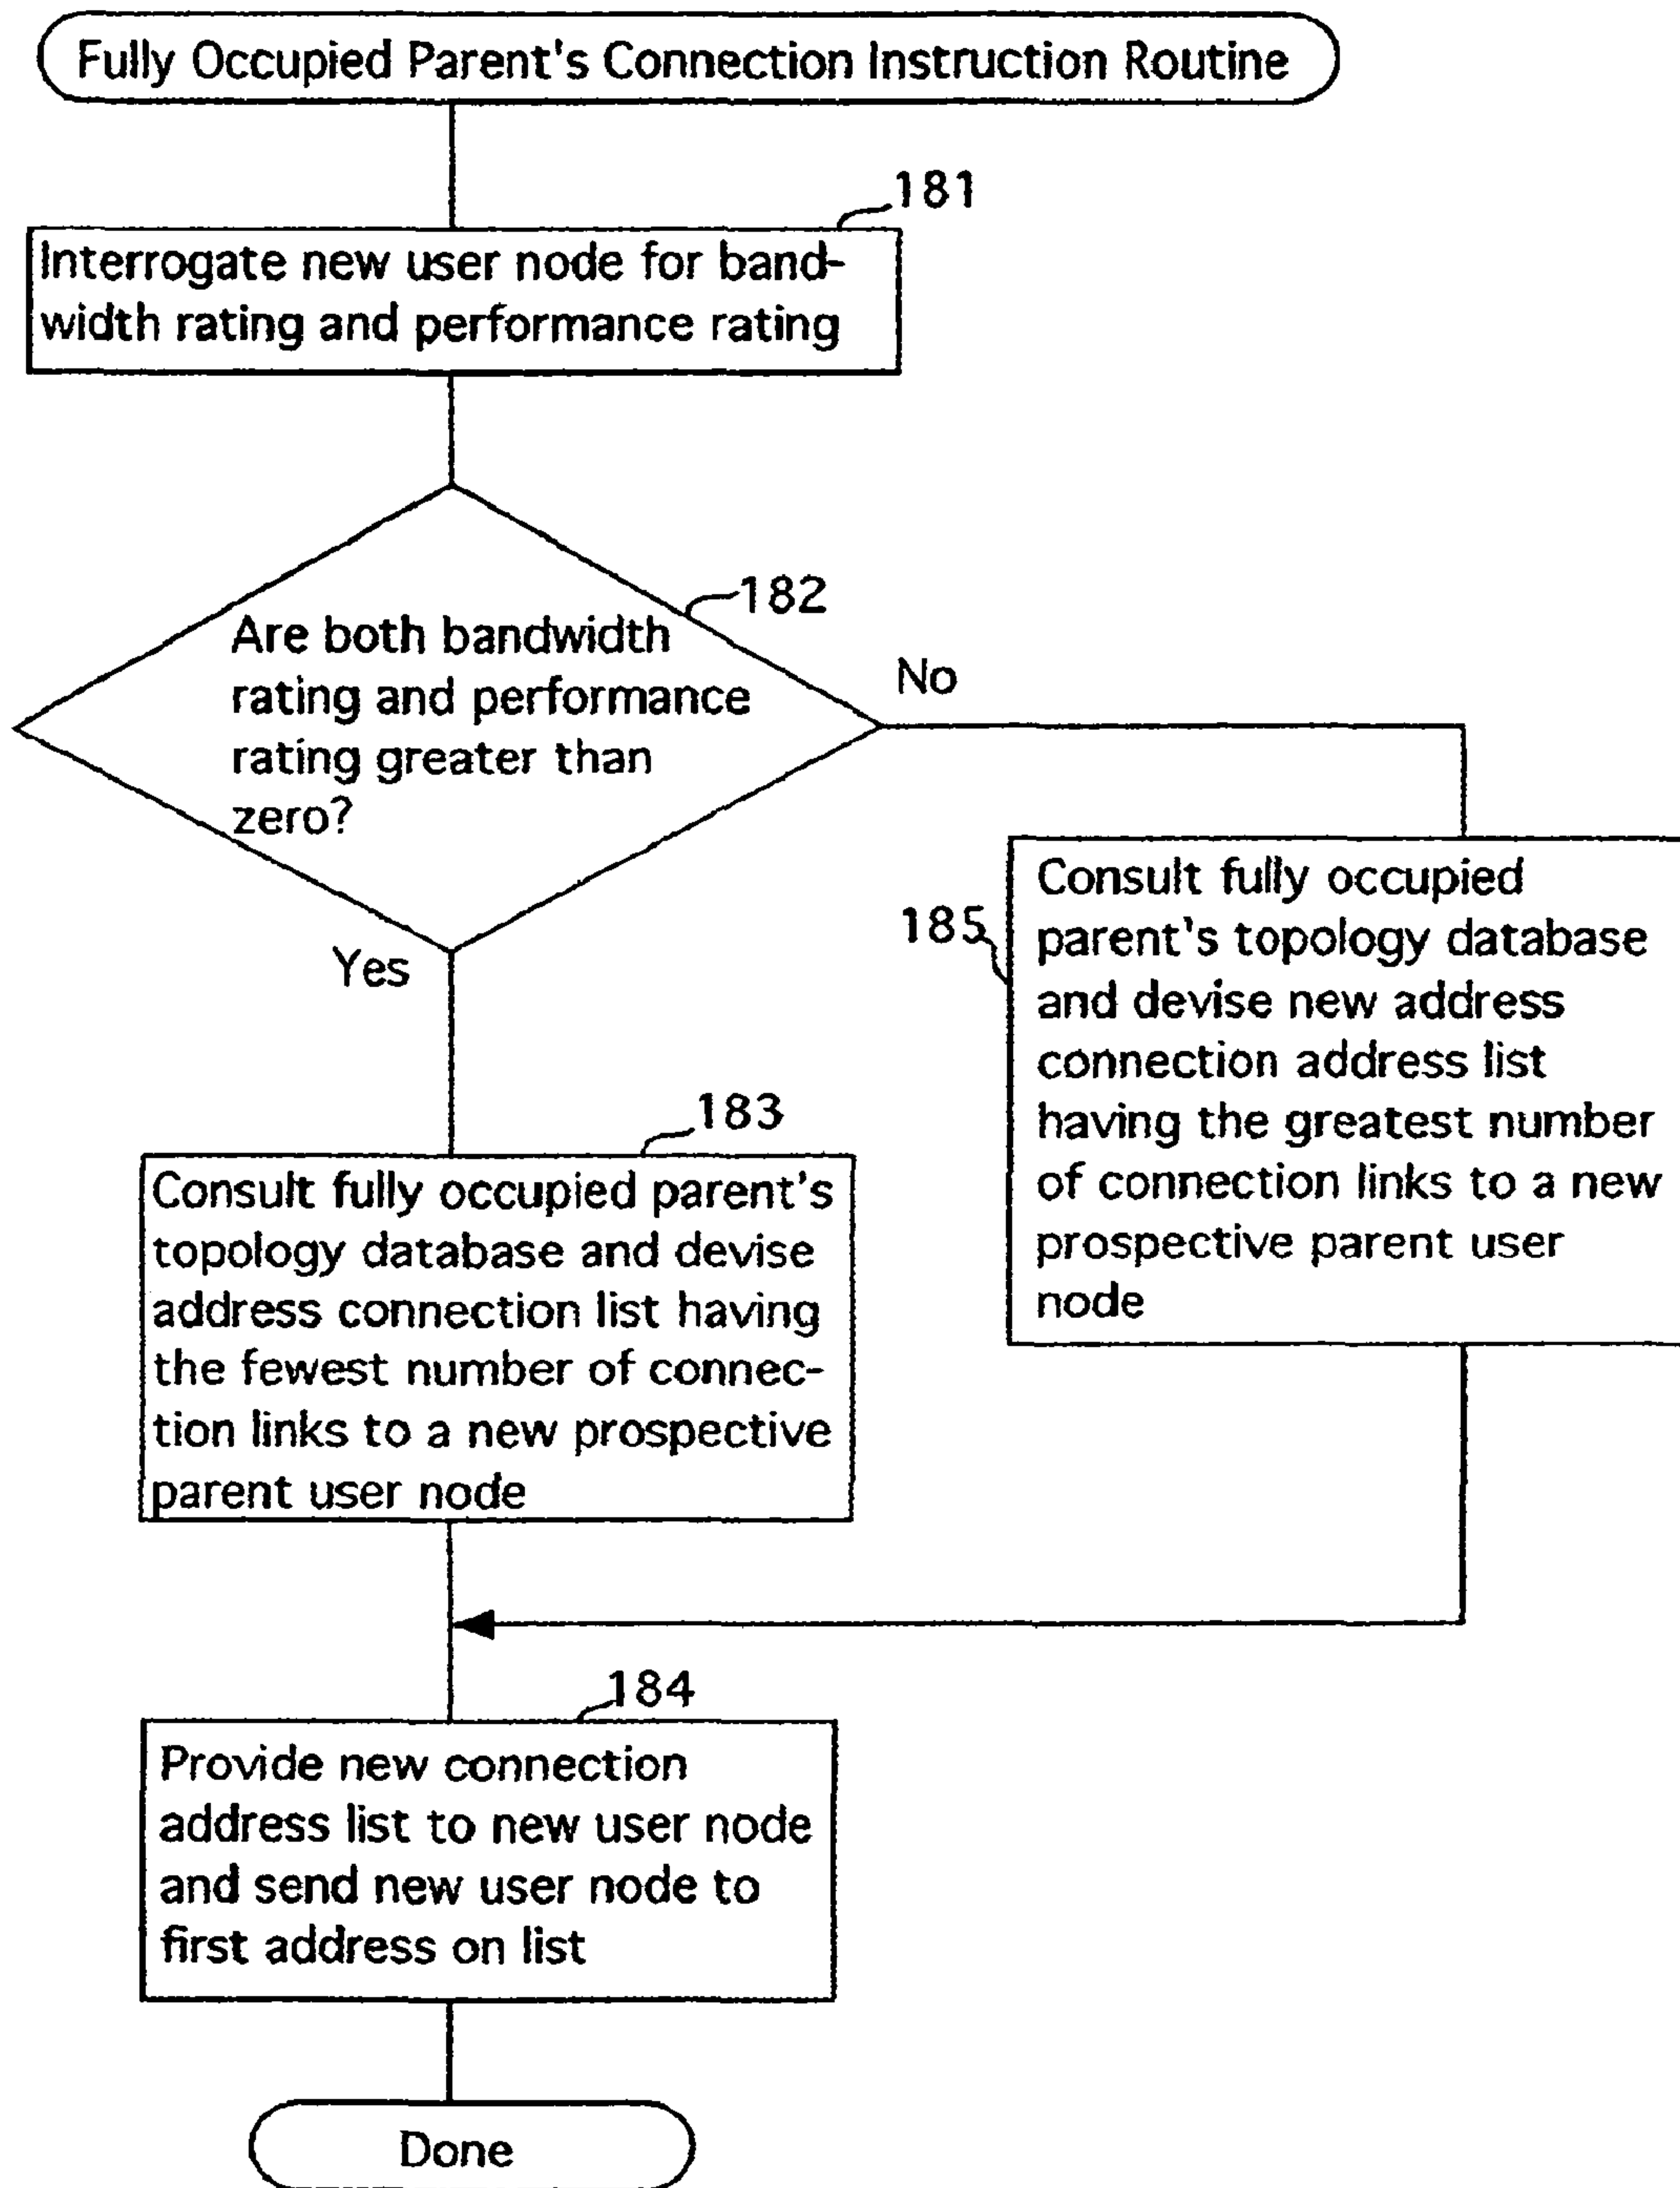 Fully Occupied Parent's Connection Instruction Routine
181
Interrogate new user node for band-
width rating and performance rating
182
Are both bandwidth
rating and performance
rating greater than
zero?
No
Yes
185
Consult fully occupied
parent's topology database
and devise new address
connection address list
having the greatest number
of connection links to a new
prospective parent user
node
183
Consult fully occupied parent's
topology database and devise
address connection list having
the fewest number of connec-
tion links to a new prospective
parent user node
184
Provide new connection
address list to new user node
and send new user node to
first address on list
Done